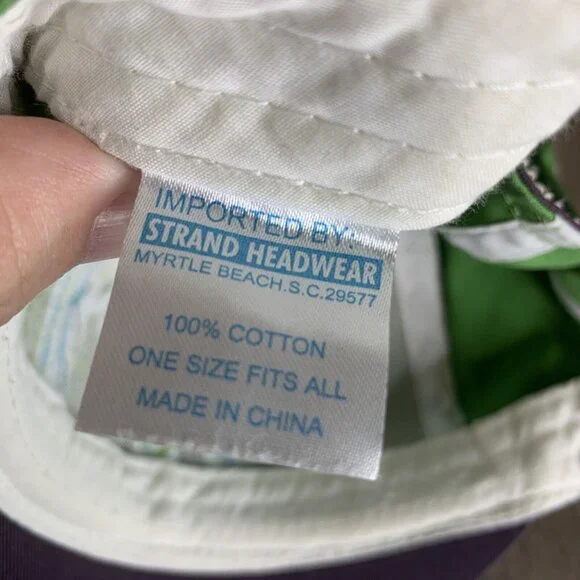 IMPORTED BY:
STRAND HEADWEAR
MYRTLE BEACH.S.C.29577
100% COTTON
ONE SIZE FITS ALL
MADE IN CHINA